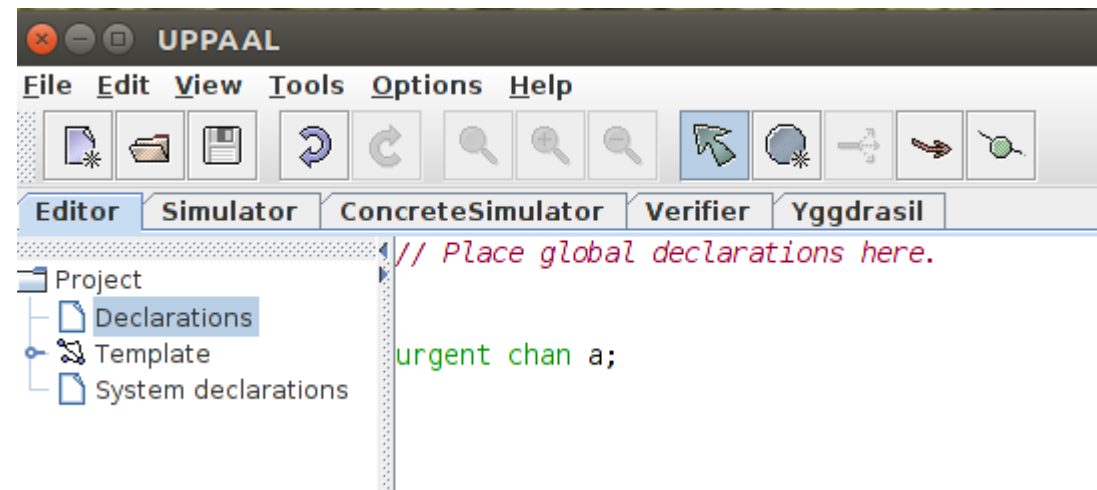 UPPAAL
File Edit View Tools Options Help
Editor Simulator ConcreteSimulator Verifier Yggdrasil
// Place global declarations here.
Project
Declarations
Template
urgent chan a;
System declarations